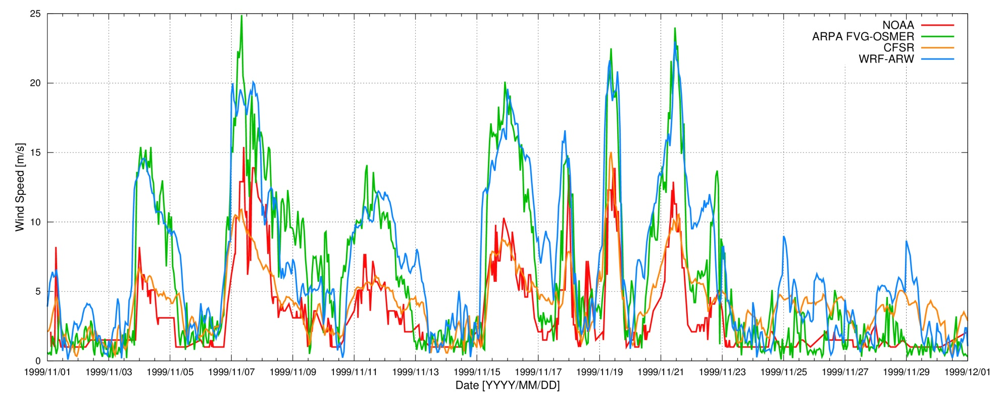 25
20
15
10
5
0
Wind Speed [m/s]
NOAA
ARPA FVG-OSMER
CFSR
WRF-ARW
1999/11/01 1999/11/03 1999/11/05 1999/11/07 1999/11/09 1999/11/11 1999/11/13 1999/11/15 1999/11/17 1999/11/19 1999/11/21 1999/11/23 1999/11/25 1999/11/27 1999/11/29 1999/12/01
Date [YYYY/MM/DD]